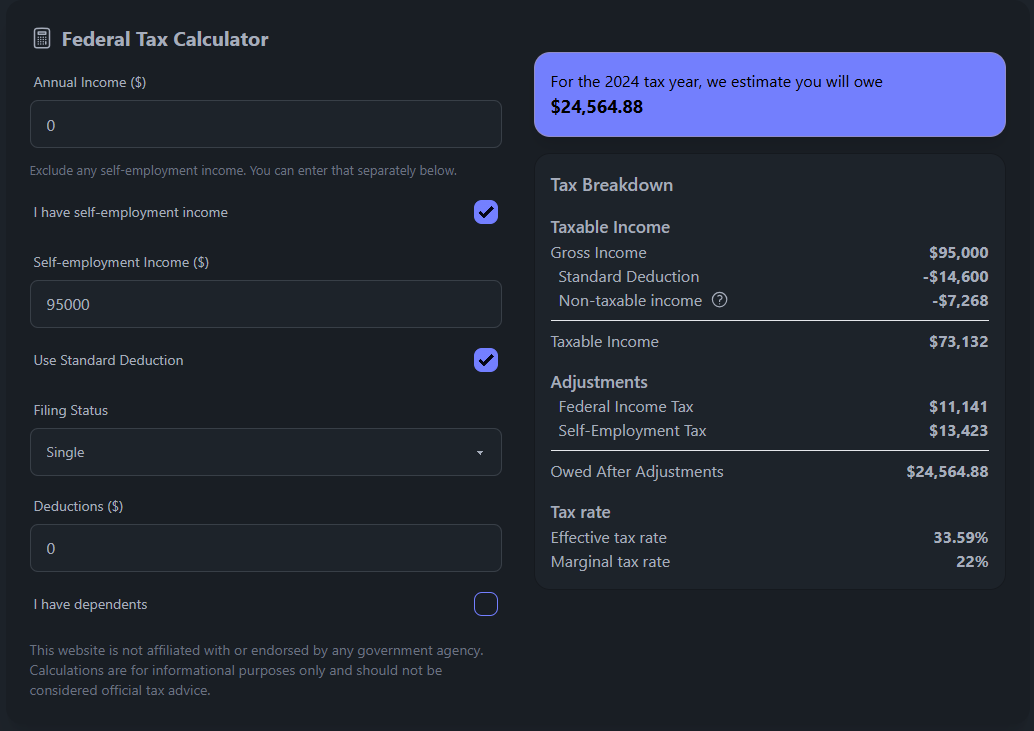 Federal Tax Calculator
Annual Income ($)
0
Exclude any self-employment income. You can enter that separately below.
I have self-employment income
Self-employment Income ($)
95000
Use Standard Deduction
Filing Status
Single
Deductions ($)
0
I have dependents
This website is not affiliated with or endorsed by any government agency.
Calculations are for informational purposes only and should not be
considered official tax advice.
For the 2024 tax year, we estimate you will owe
$24,564.88
Tax Breakdown
Taxable Income
Gross Income $95,000
Standard Deduction -$14,600
Non-taxable income ? -$7,268
Taxable Income $73,132
Adjustments
Federal Income Tax $11,141
Self-Employment Tax $13,423
Owed After Adjustments $24,564.88
Tax rate
Effective tax rate 33.59%
Marginal tax rate 22%